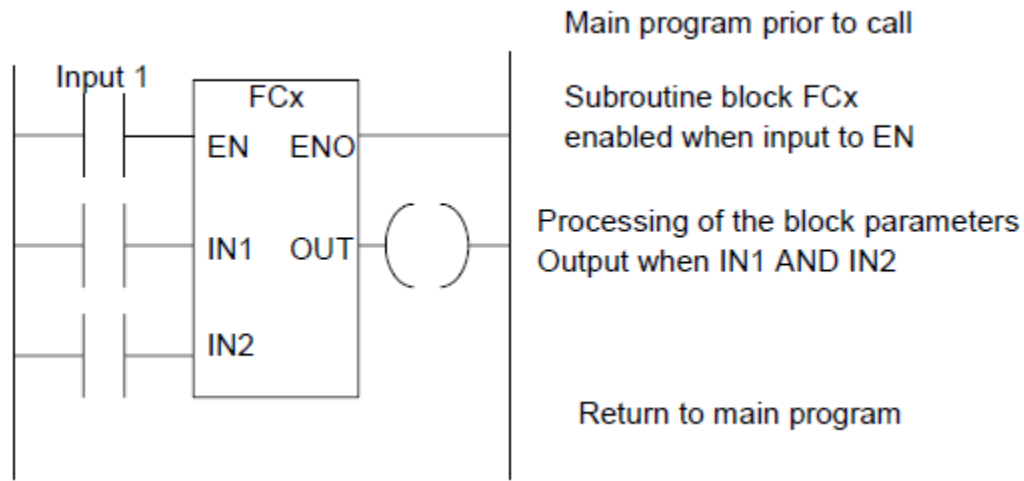 Main program prior to call
Input 1
FCx
Subroutine block FCx
EN ENO
enabled when input to EN
Processing of the block parameters
IN1 OUT
Output when IN1 AND IN2
IN2
Return to main program